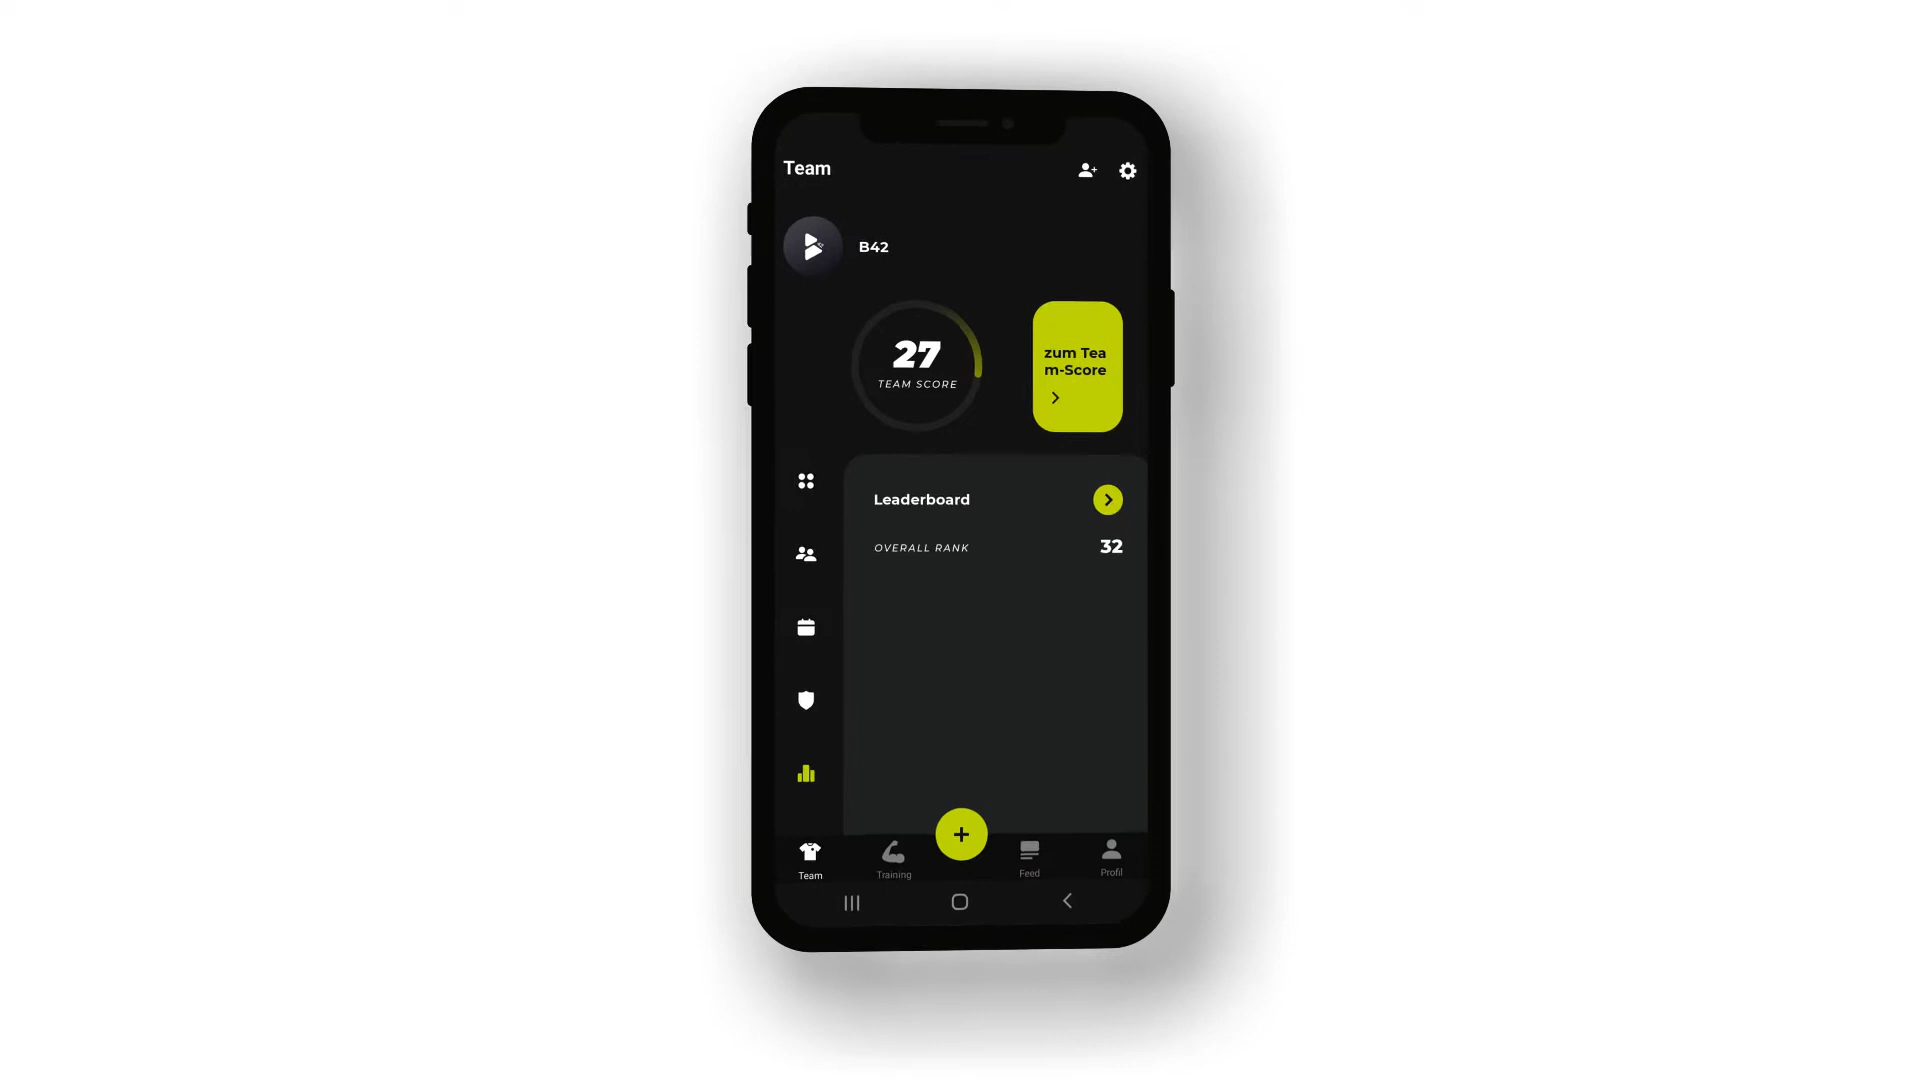 Team
B42
27
TEAM SCORE
zum Tea
m-Score
Leaderboard
OVERALL RANK
32
Team
Training
Feed
Profil